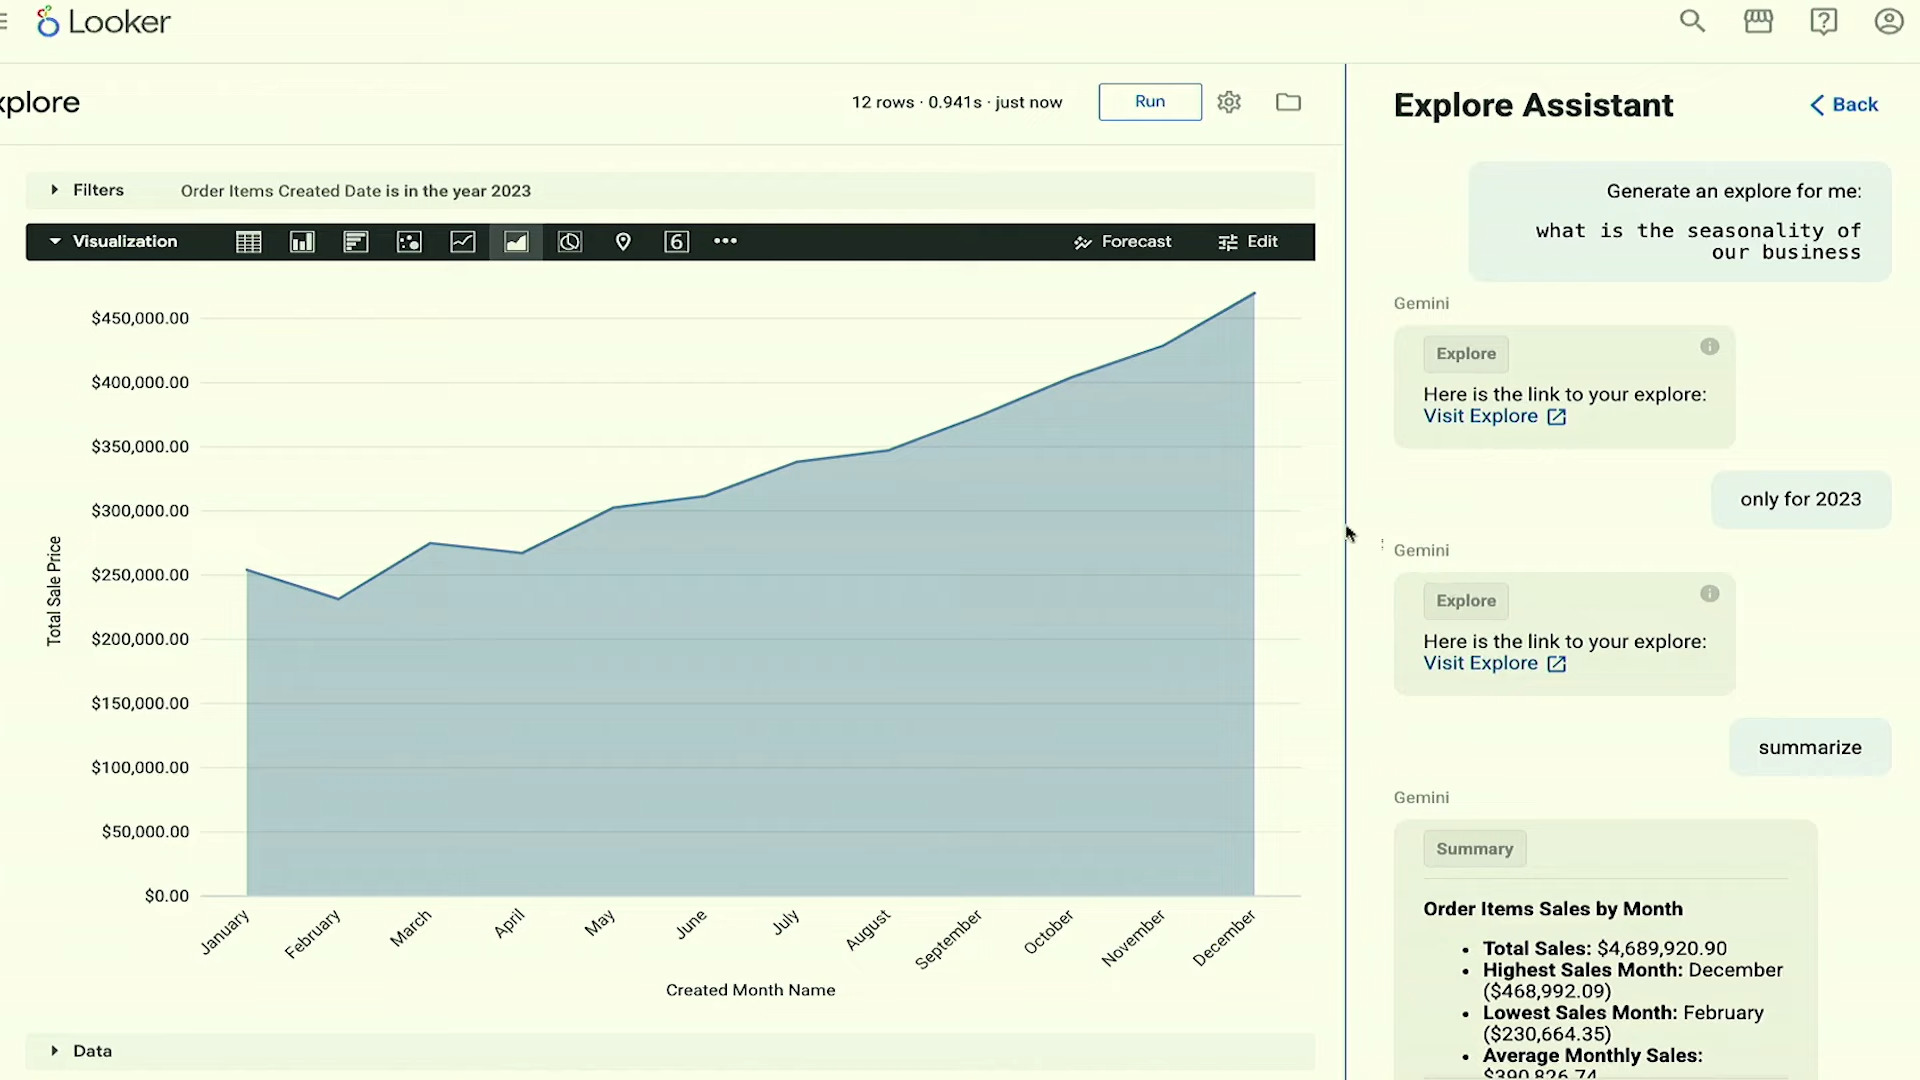 Looker
xplore
12 rows · 0.941s · just now
Run
Filters
Order Items Created Date is in the year 2023
Visualization
6
Forecast
Edit
$450,000.00
$400,000.00
$350,000.00
$300,000.00
$250,000.00
$200,000.00
$150,000.00
$100,000.00
$50,000.00
$0.00
Total Sale Price
January
February
March
April
May
June
July
August
September
October
November
December
Created Month Name
Data
Explore Assistant
Back
Generate an explore for me:
what is the seasonality of
our business
Gemini
Explore
Here is the link to your explore:
Visit Explore
only for 2023
Gemini
Explore
Here is the link to your explore:
Visit Explore
summarize
Gemini
Summary
Order Items Sales by Month
• Total Sales: $4,689,920.90
• Highest Sales Month: December
($468,992.09)
• Lowest Sales Month: February
($230,664.35)
• Average Monthly Sales:
$390,826.74